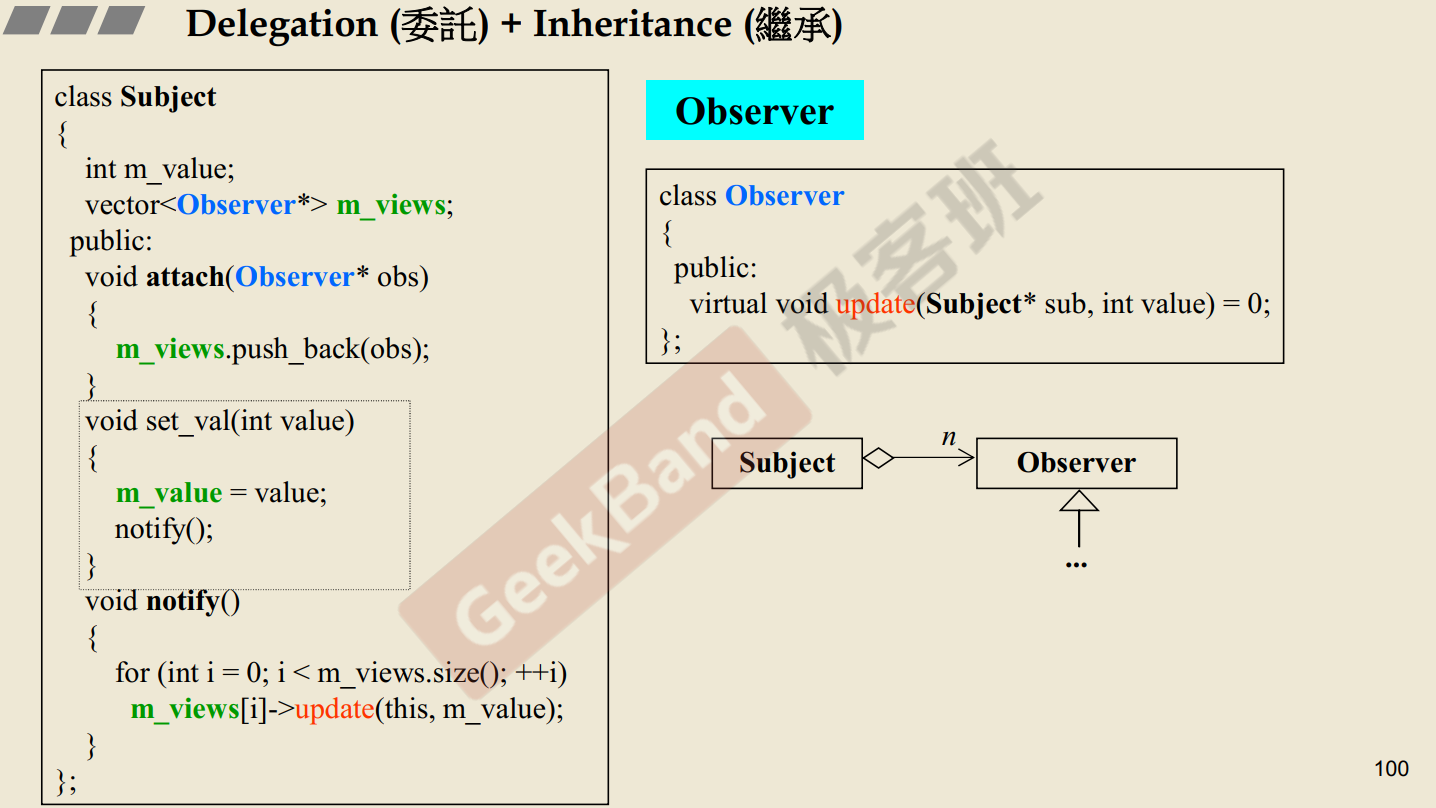 Delegation (委託) + Inheritance (繼承)
class Subject
{
int m_value;
vector<Observer*> m_views;
public:
void attach(Observer* obs)
{
m_views.push_back(obs);
}
void set_val(int value)
{
m_value = value;
notify();
}
void notify()
{
for (int i = 0; i < m_views.size(); ++i)
m_views[i]->update(this, m_value);
}
};
Observer
class Observer
{
public:
virtual void update(Subject* sub, int value) = 0;
};
Subject
n
Observer
...
GeekBand 极客班
100